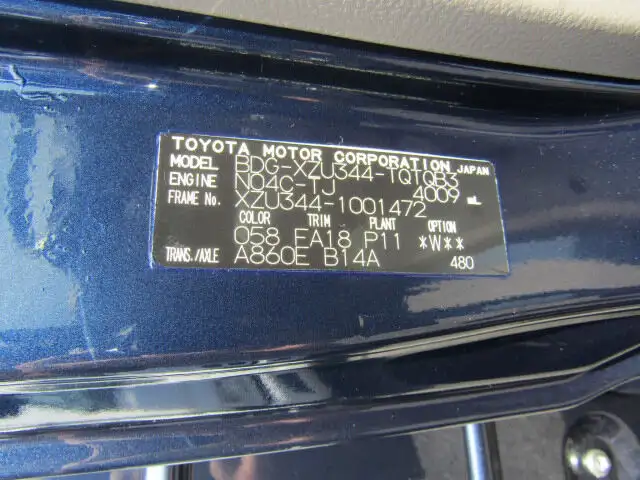 TOYOTA MOTOR CORPORATION JAPAN
MODEL BDG-XZU344-TQTQB3
ENGINE N04C-TJ 4009 mL
FRAME No. XZU344-1001472
COLOR TRIM PLANT OPTION
058 FA18 P11 *W**
TRANS./AXLE A860E B14A 480